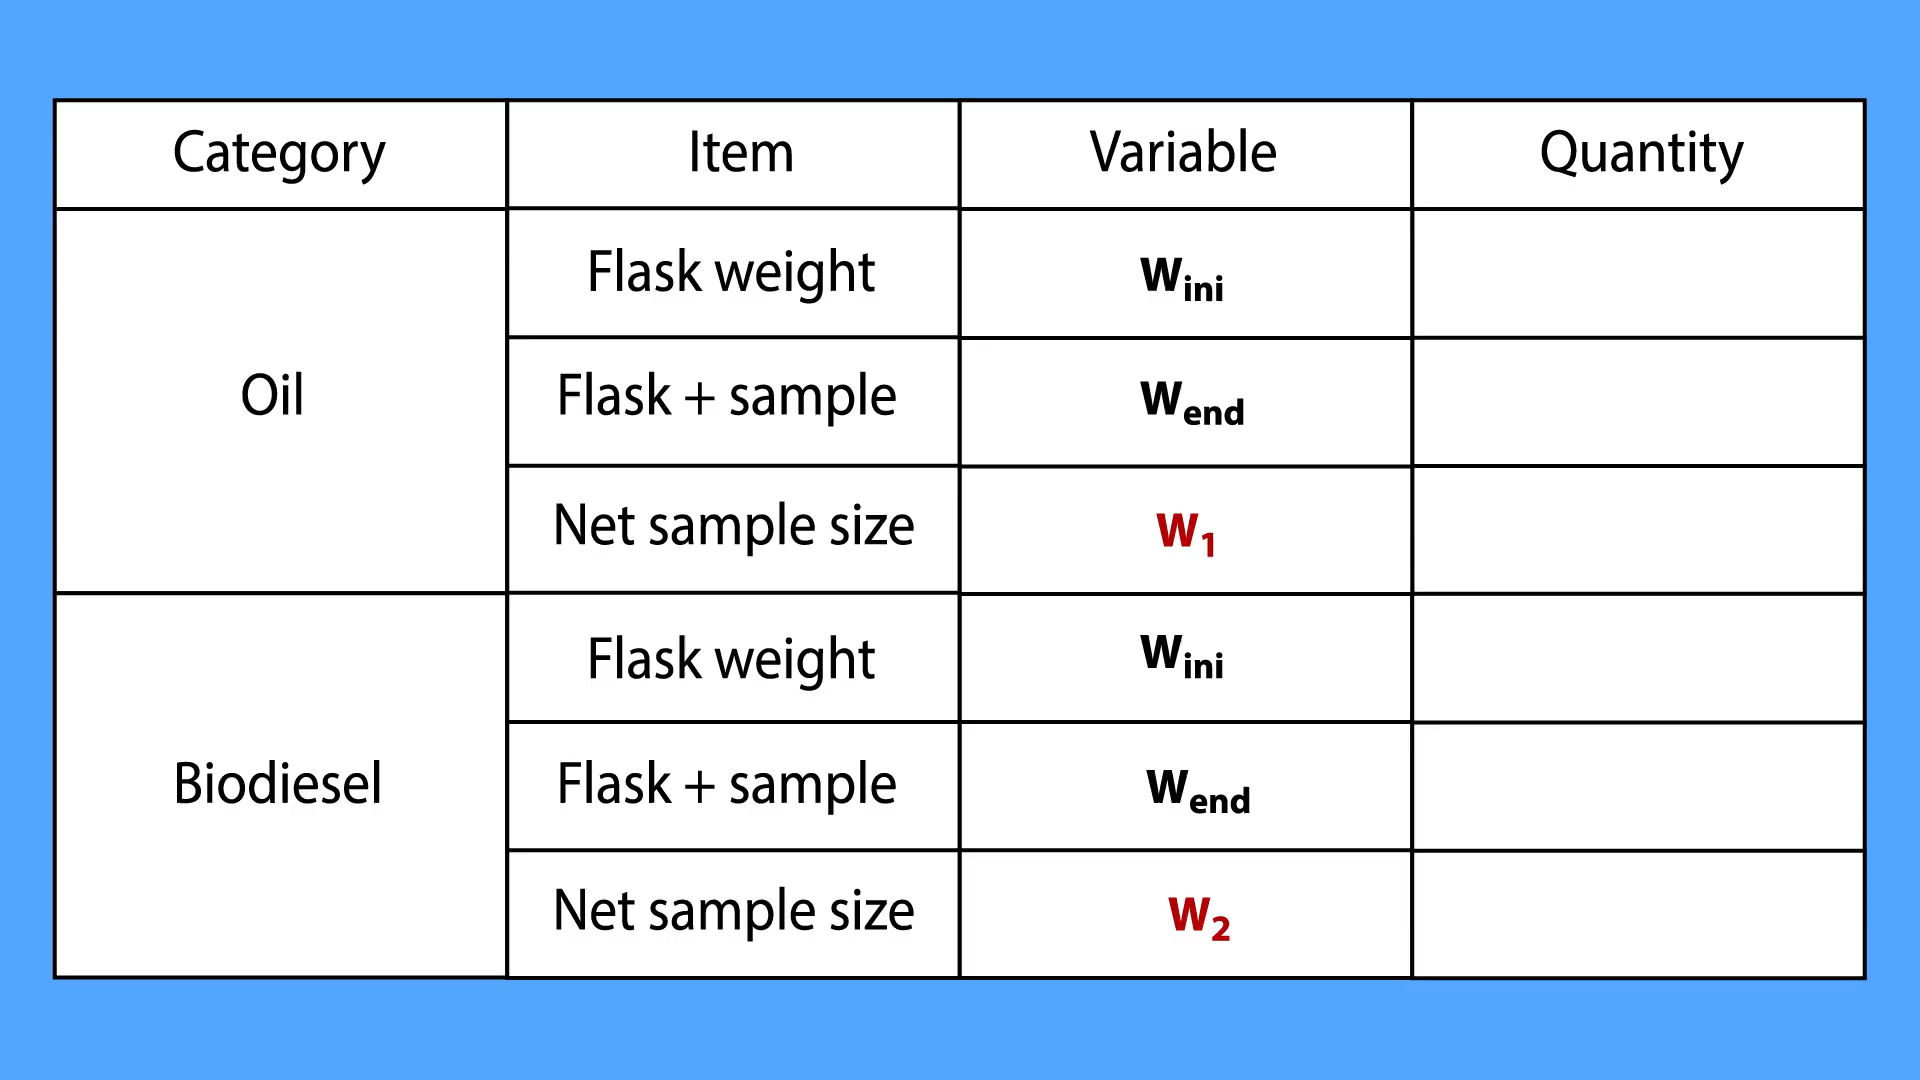 Category Item Variable Quantity
Oil
Flask weight Wini
Flask + sample Wend
Net sample size W1
Biodiesel
Flask weight Wini
Flask + sample Wend
Net sample size W2